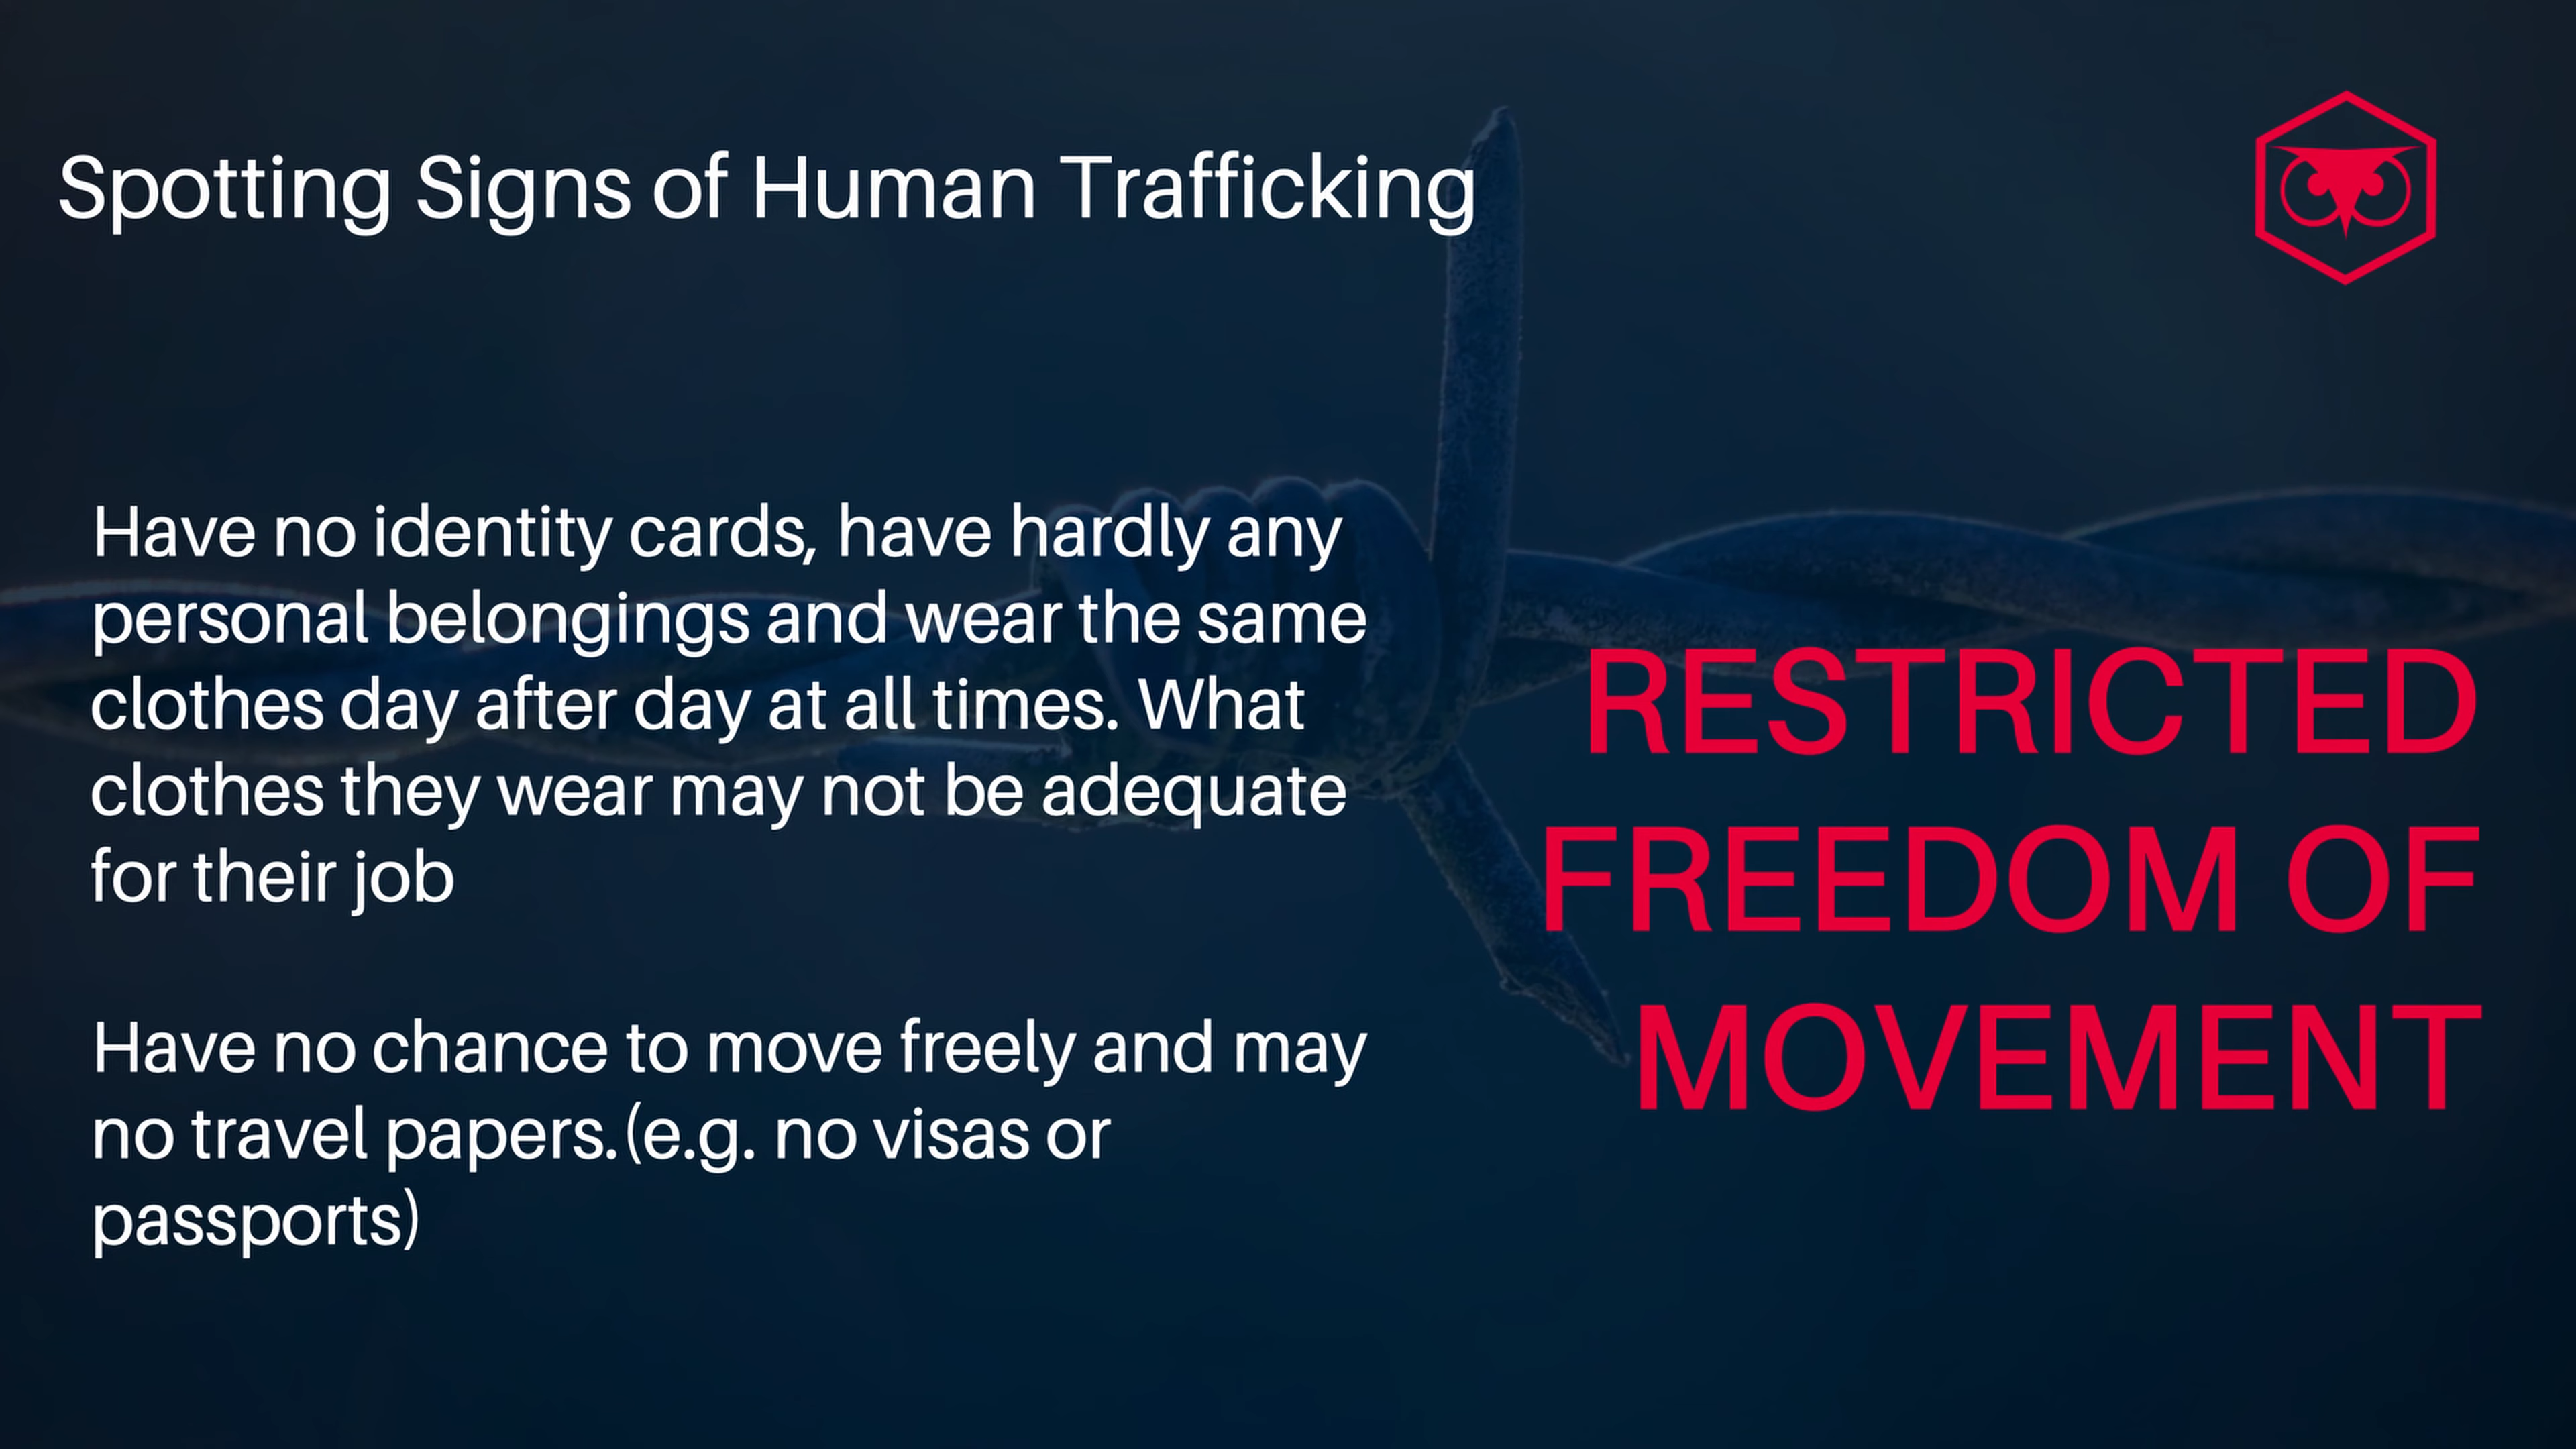 Spotting Signs of Human Trafficking
Have no identity cards, have hardly any
personal belongings and wear the same
clothes day after day at all times. What
clothes they wear may not be adequate
for their job
Have no chance to move freely and may
no travel papers.(e.g. no visas or
passports)
RESTRICTED
FREEDOM OF
MOVEMENT